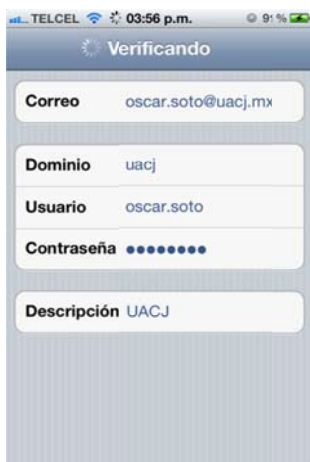 TELCEL 03:56 p.m. 91%
Verificando
Correo oscar.soto@uacj.mx
Dominio uacj
Usuario oscar.soto
Contraseña ●●●●●●●●
Descripción UACJ